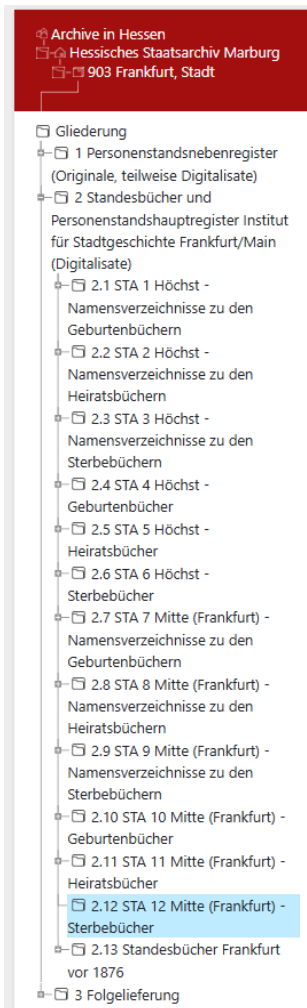 Archive in Hessen
Hessisches Staatsarchiv Marburg
903 Frankfurt, Stadt
Gliederung
1 Personenstandsnebenregister
(Originale, teilweise Digitalisate)
2 Standesbücher und
Personenstandshauptregister Institut
für Stadtgeschichte Frankfurt/Main
(Digitalisate)
2.1 STA 1 Höchst -
Namensverzeichnisse zu den
Geburtenbüchern
2.2 STA 2 Höchst -
Namensverzeichnisse zu den
Heiratsbüchern
2.3 STA 3 Höchst -
Namensverzeichnisse zu den
Sterbebüchern
2.4 STA 4 Höchst -
Geburtenbücher
2.5 STA 5 Höchst -
Heiratsbücher
2.6 STA 6 Höchst -
Sterbebücher
2.7 STA 7 Mitte (Frankfurt) -
Namensverzeichnisse zu den
Geburtenbüchern
2.8 STA 8 Mitte (Frankfurt) -
Namensverzeichnisse zu den
Heiratsbüchern
2.9 STA 9 Mitte (Frankfurt) -
Namensverzeichnisse zu den
Sterbebüchern
2.10 STA 10 Mitte (Frankfurt) -
Geburtenbücher
2.11 STA 11 Mitte (Frankfurt) -
Heiratsbücher
2.12 STA 12 Mitte (Frankfurt) -
Sterbebücher
2.13 Standesbücher Frankfurt
vor 1876
3 Folgelieferung